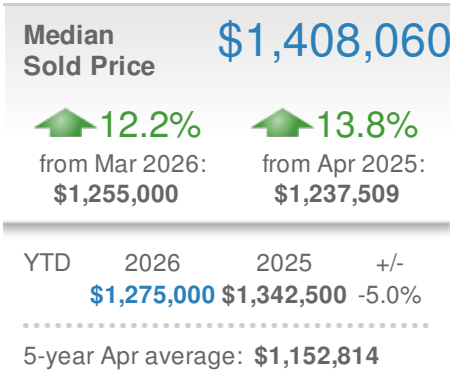 Median $1,408,060
Sold Price
12.2% 13.8%
from Mar 2026: from Apr 2025:
$1,255,000 $1,237,509
YTD 2026 2025 +/-
$1,275,000 $1,342,500 -5.0%
5-year Apr average: $1,152,814